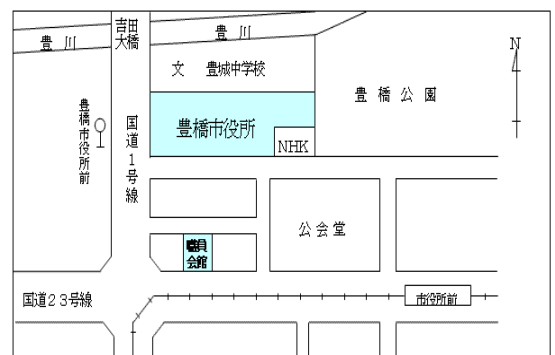 吉田
大橋
豊 川
豊 川
N
文 豊城中学校
豊 橋 公 園
豊橋市役所前
国道1号線
豊橋市役所
NHK
公 会 堂
職員
会館
国道23号線
市役所前